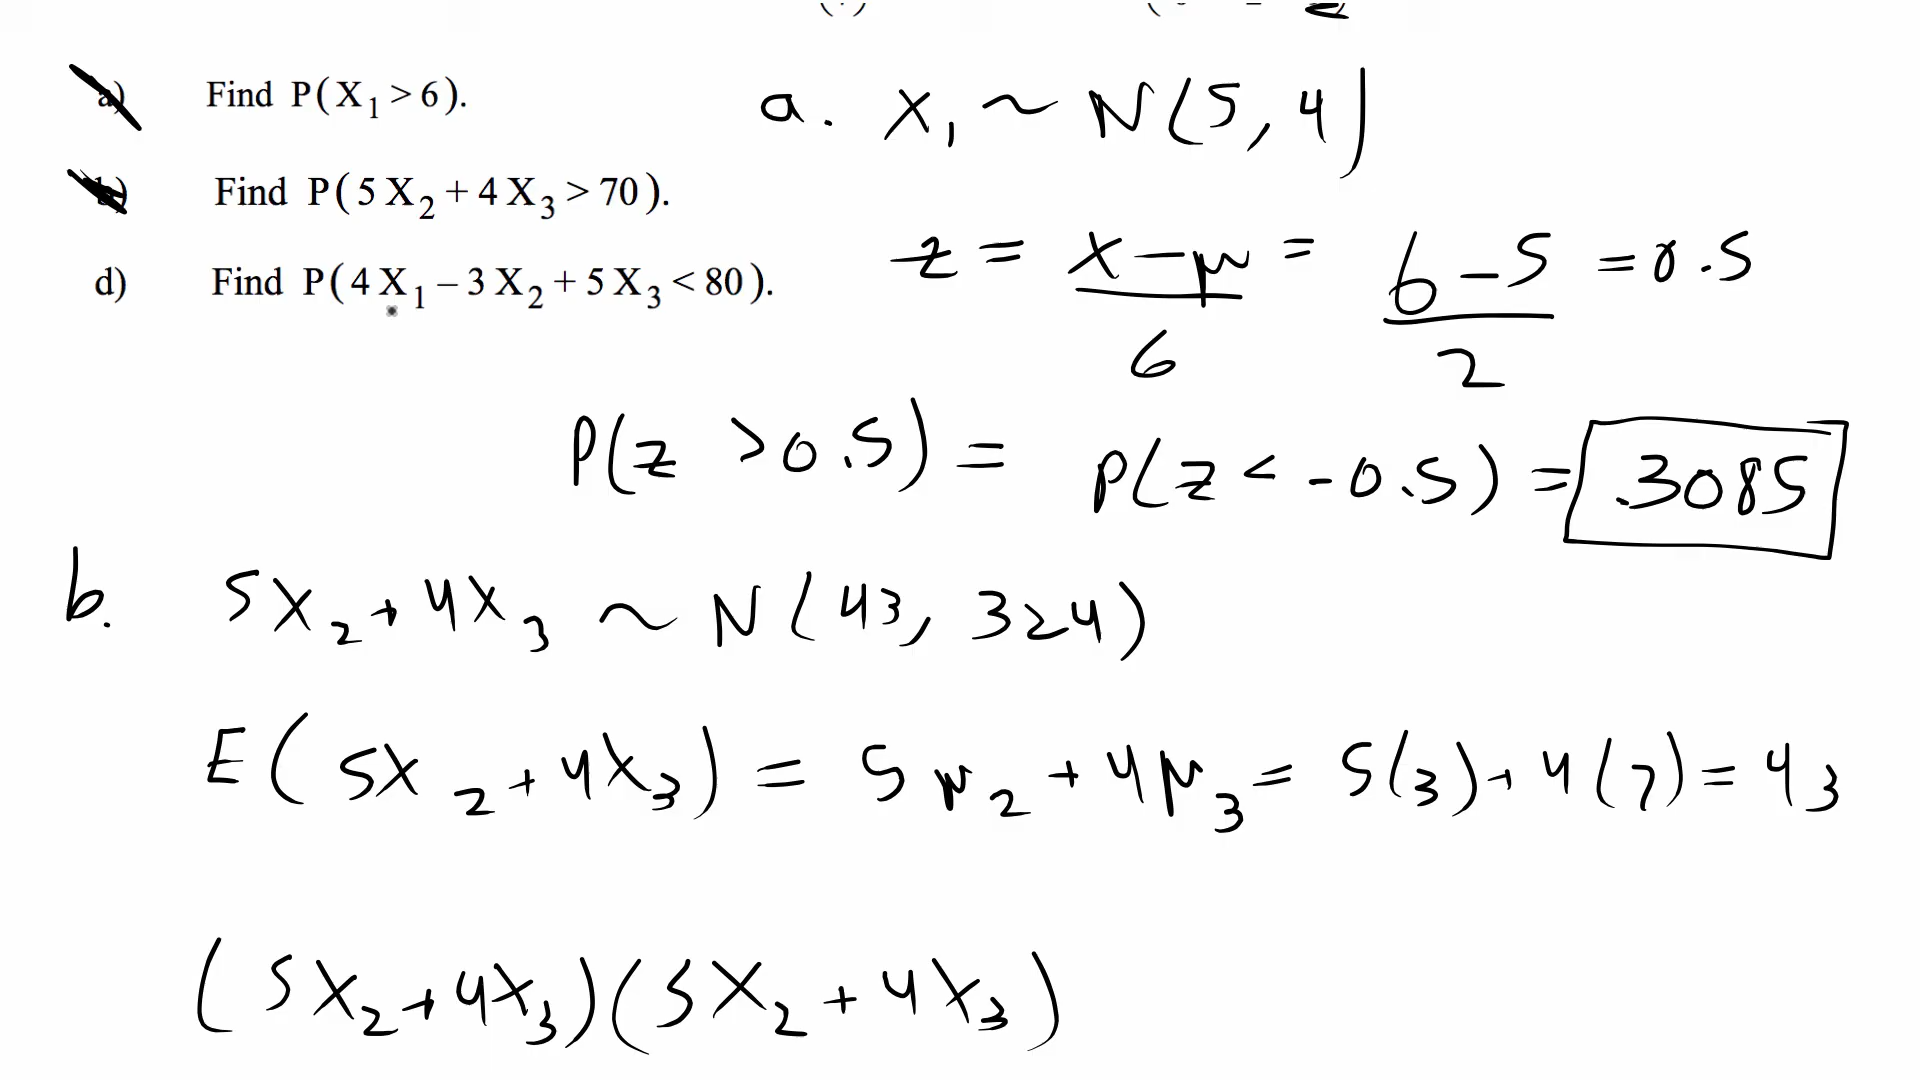 a) Find P(X₁ > 6).
b) Find P(5X₂ + 4X₃ > 70).
d) Find P(4X₁ − 3X₂ + 5X₃ < 80).
a. X₁ ~ N(5, 4)
z = x−μ/6 = 6−5/2 = 0.5
P(z > 0.5) = P(z < -0.5) = .3085
b. 5X₂ + 4X₃ ~ N(43, 324)
E(5X₂ + 4X₃) = 5μ₂ + 4μ₃ = 5(3) + 4(7) = 43
(5X₂ + 4X₃)(5X₂ + 4X₃)